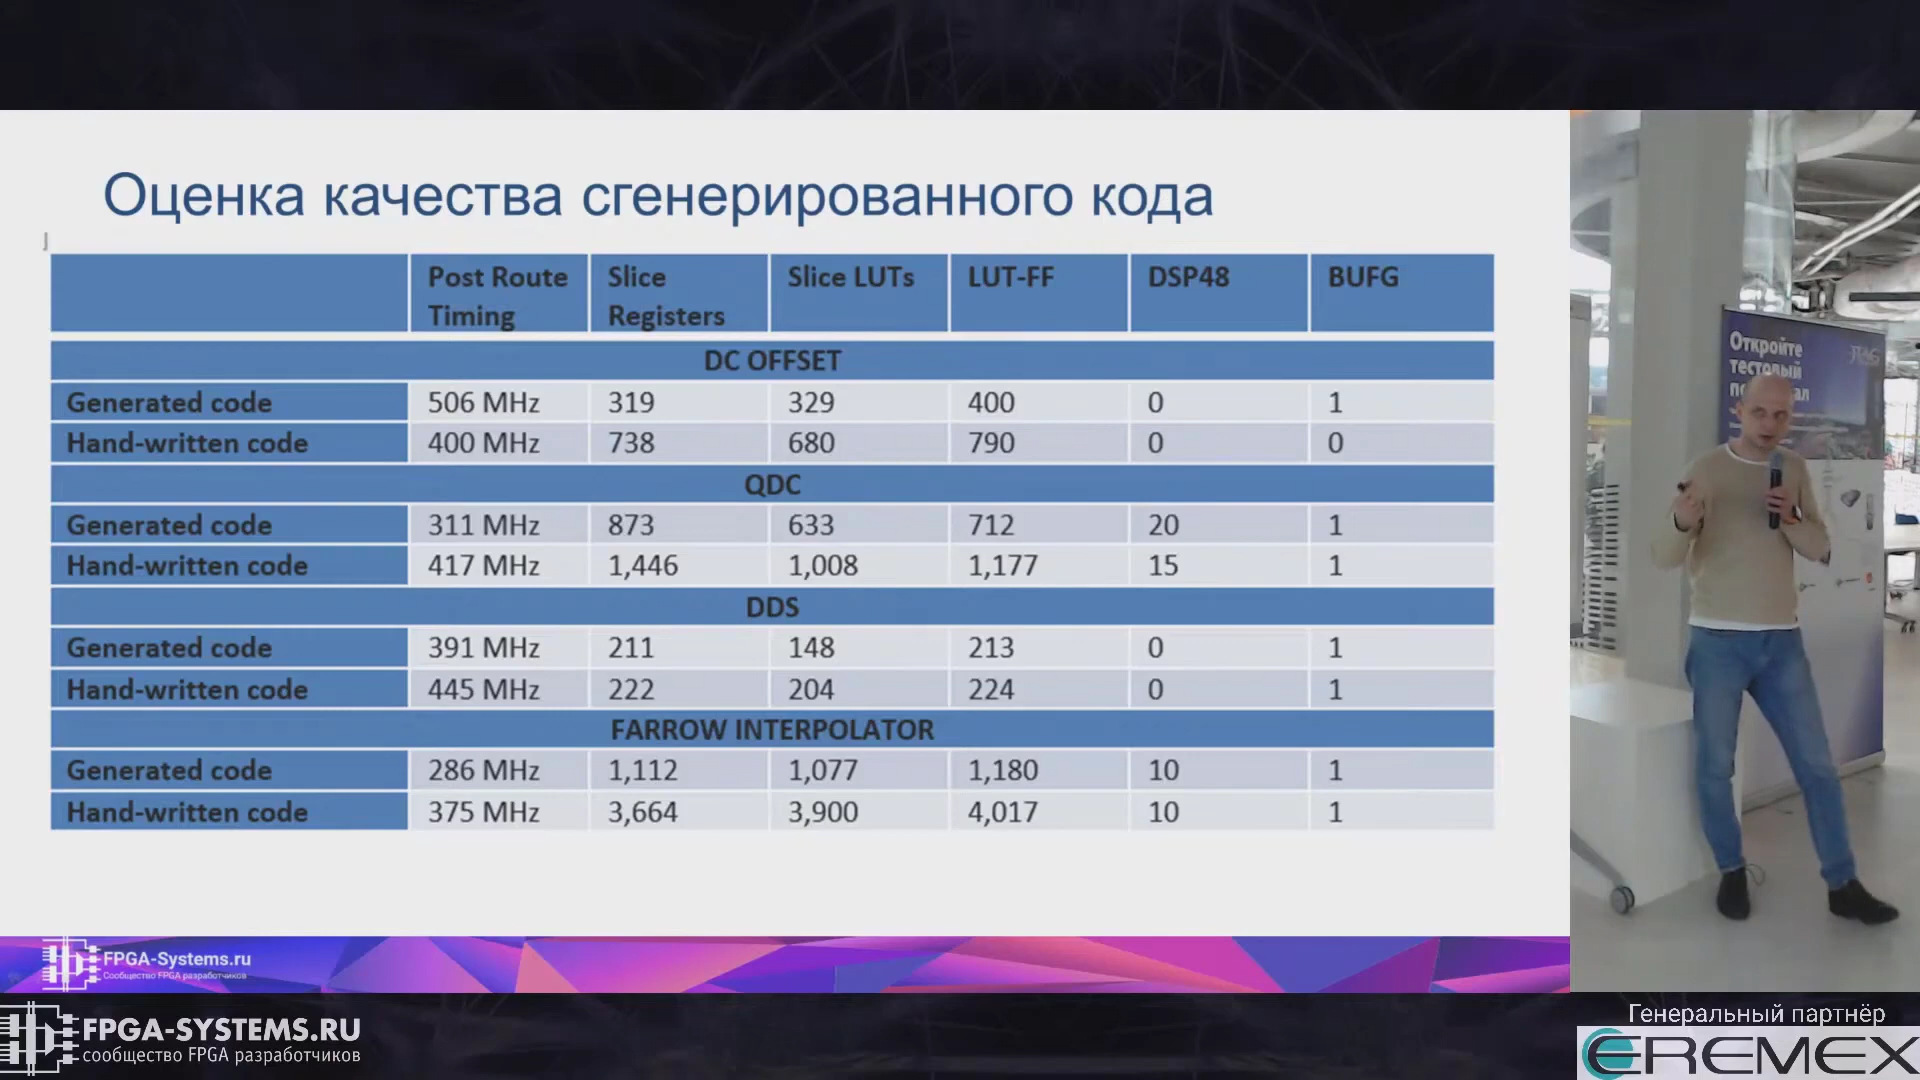 Оценка качества сгенерированного кода
Post Route Timing Slice Registers Slice LUTs LUT-FF DSP48 BUFG
DC OFFSET
Generated code 506 MHz 319 329 400 0 1
Hand-written code 400 MHz 738 680 790 0 0
QDC
Generated code 311 MHz 873 633 712 20 1
Hand-written code 417 MHz 1,446 1,008 1,177 15 1
DDS
Generated code 391 MHz 211 148 213 0 1
Hand-written code 445 MHz 222 204 224 0 1
FARROW INTERPOLATOR
Generated code 286 MHz 1,112 1,077 1,180 10 1
Hand-written code 375 MHz 3,664 3,900 4,017 10 1
Откройте
тестовый
JTAG
FPGA-Systems.ru
Сообщество FPGA разработчиков
FPGA-SYSTEMS.RU
сообщество FPGA разработчиков
Генеральный партнёр
EREMEX